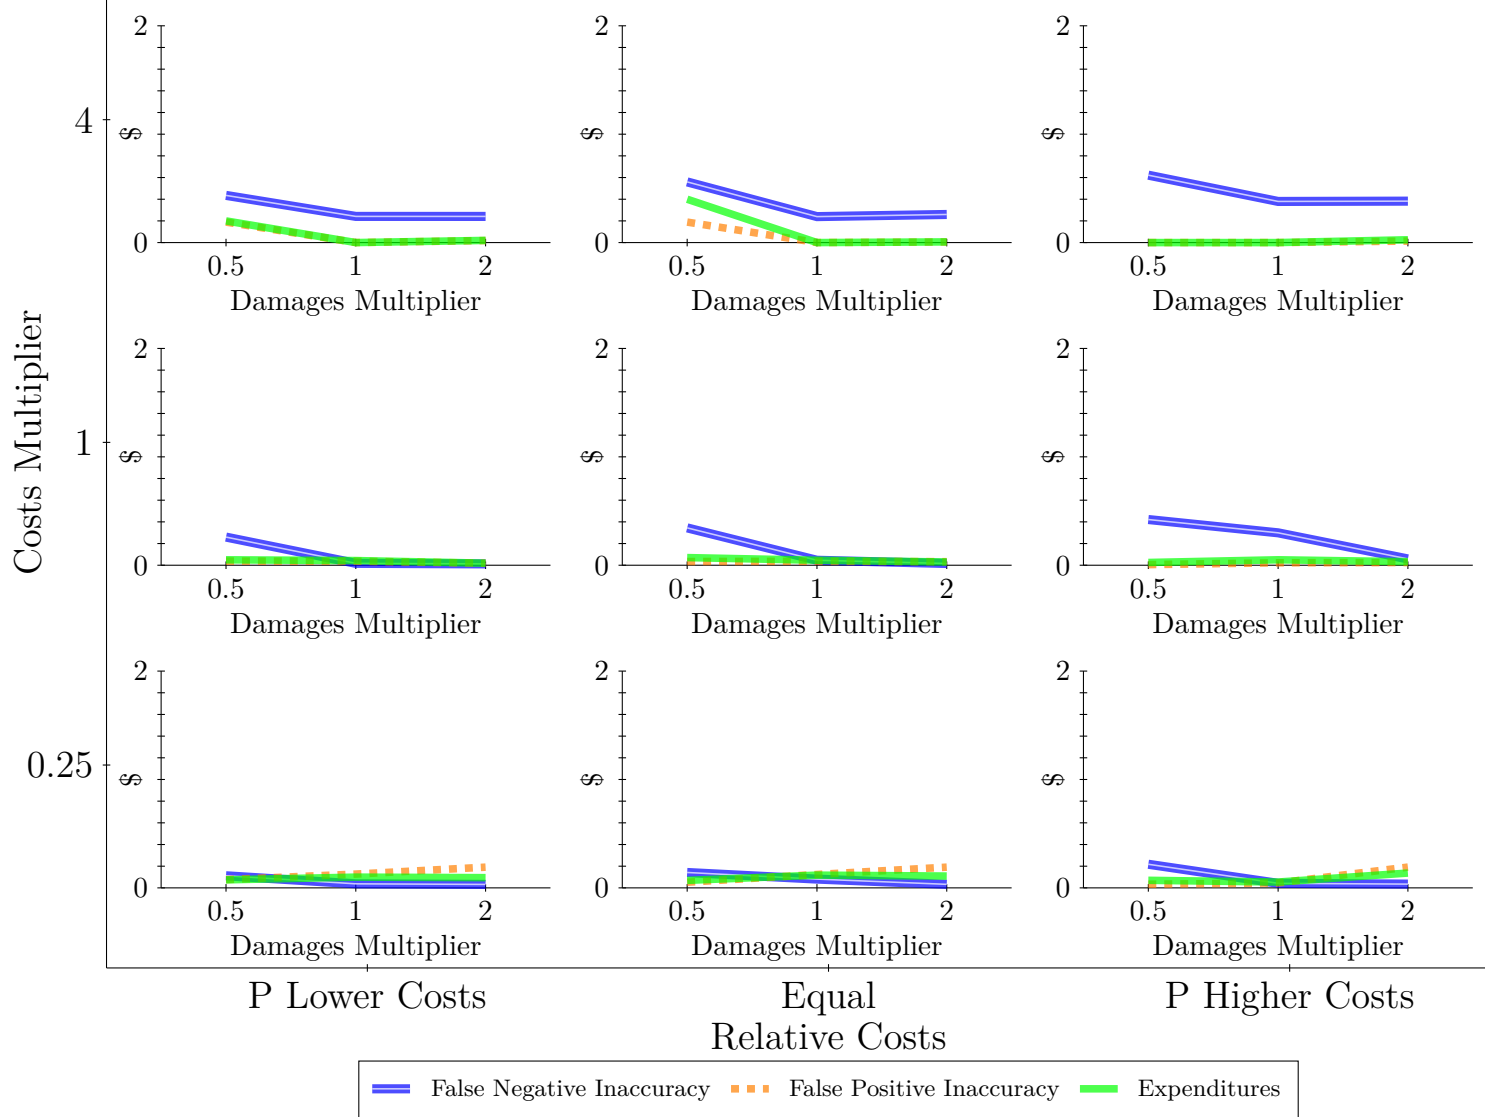 2
2
2
4
$
$
$
0
0
0
0.5 1 2
0.5 1 2
0.5 1 2
Damages Multiplier
Damages Multiplier
Damages Multiplier
Costs Multiplier
2
2
2
1
$
$
$
0
0
0
0.5 1 2
0.5 1 2
0.5 1 2
Damages Multiplier
Damages Multiplier
Damages Multiplier
2
2
2
0.25
$
$
$
0
0
0
0.5 1 2
0.5 1 2
0.5 1 2
Damages Multiplier
Damages Multiplier
Damages Multiplier
P Lower Costs
Equal
P Higher Costs
Relative Costs
False Negative Inaccuracy
False Positive Inaccuracy
Expenditures